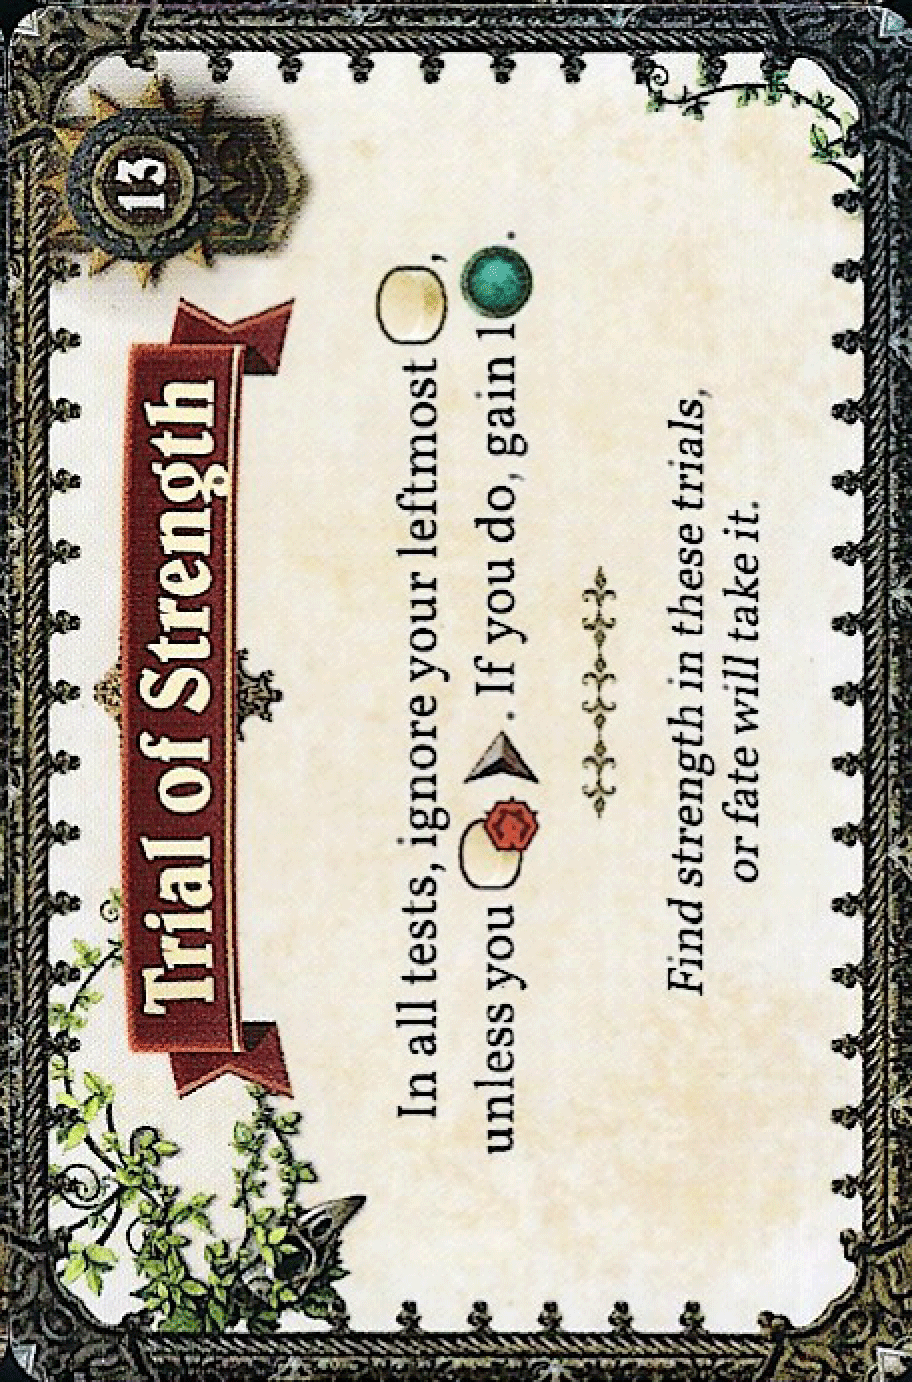 13
Trial of Strength
In all tests, ignore your leftmost ,
unless you . If you do, gain 1 .
Find strength in these trials,
or fate will take it.